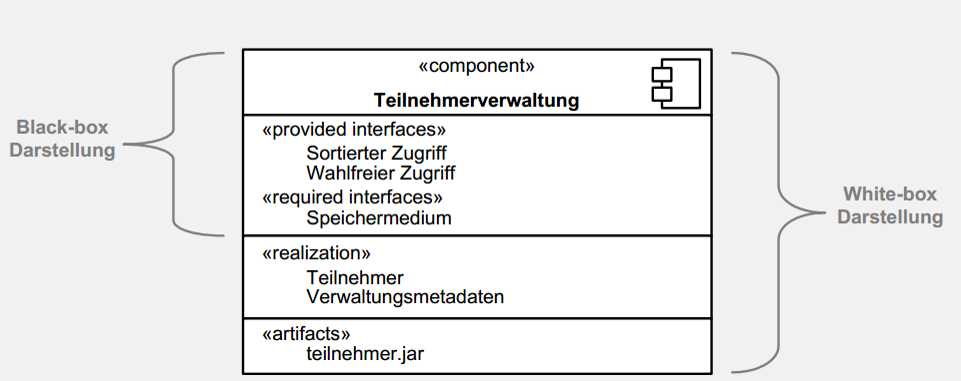 «component»
Teilnehmerverwaltung
Black-box
Darstellung
«provided interfaces»
Sortierter Zugriff
Wahlfreier Zugriff
«required interfaces»
Speichermedium
White-box
Darstellung
«realization»
Teilnehmer
Verwaltungsmetadaten
«artifacts»
teilnehmer.jar